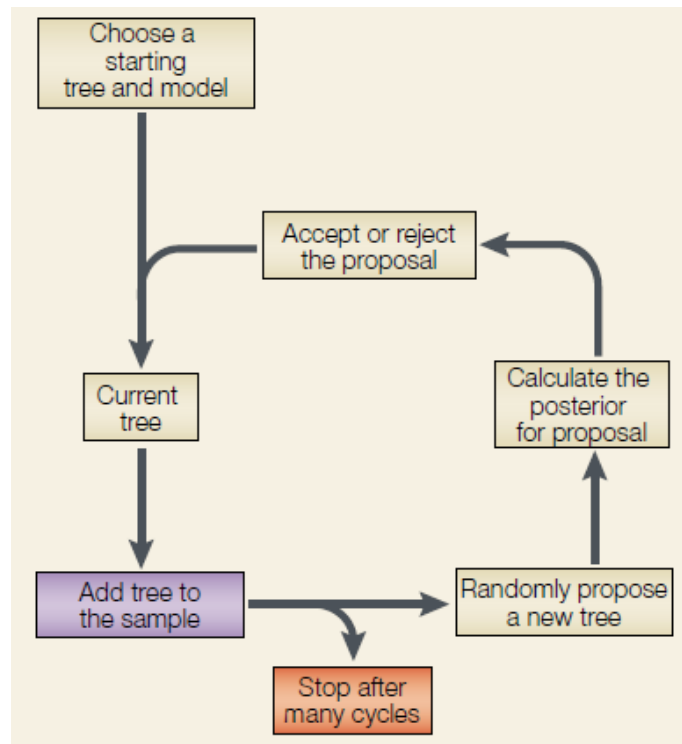 Choose a
starting
tree and model
Accept or reject
the proposal
Current
tree
Calculate the
posterior
for proposal
Add tree to
the sample
Randomly propose
a new tree
Stop after
many cycles